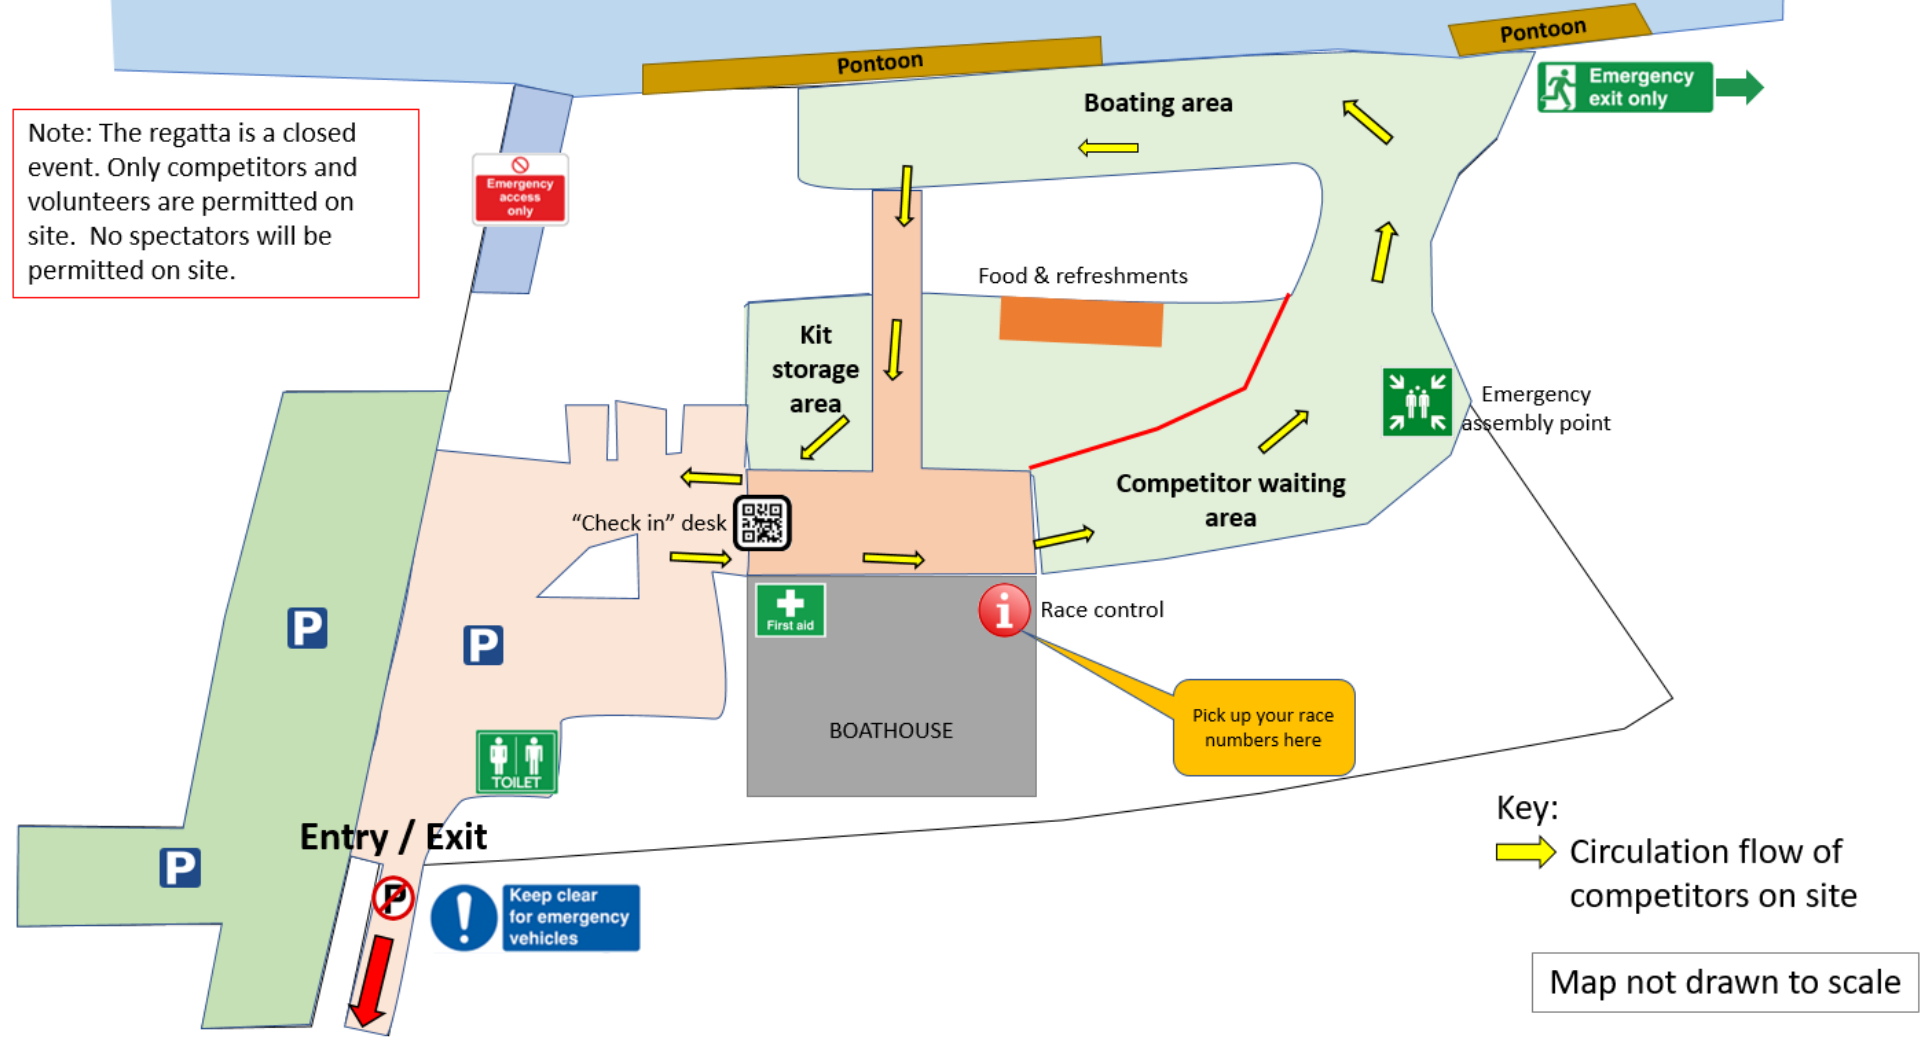 Pontoon
Pontoon
Emergency
exit only
Boating area
Note: The regatta is a closed
event. Only competitors and
volunteers are permitted on
site.  No spectators will be
permitted on site.
Emergency
access
only
Food & refreshments
Kit
storage
area
Emergency
assembly point
Competitor waiting
area
“Check in” desk
P
P
First aid
i
Race control
Pick up your race
numbers here
BOATHOUSE
TOILET
Entry / Exit
P
P
!
Keep clear
for emergency
vehicles
Key:
Circulation flow of
competitors on site
Map not drawn to scale